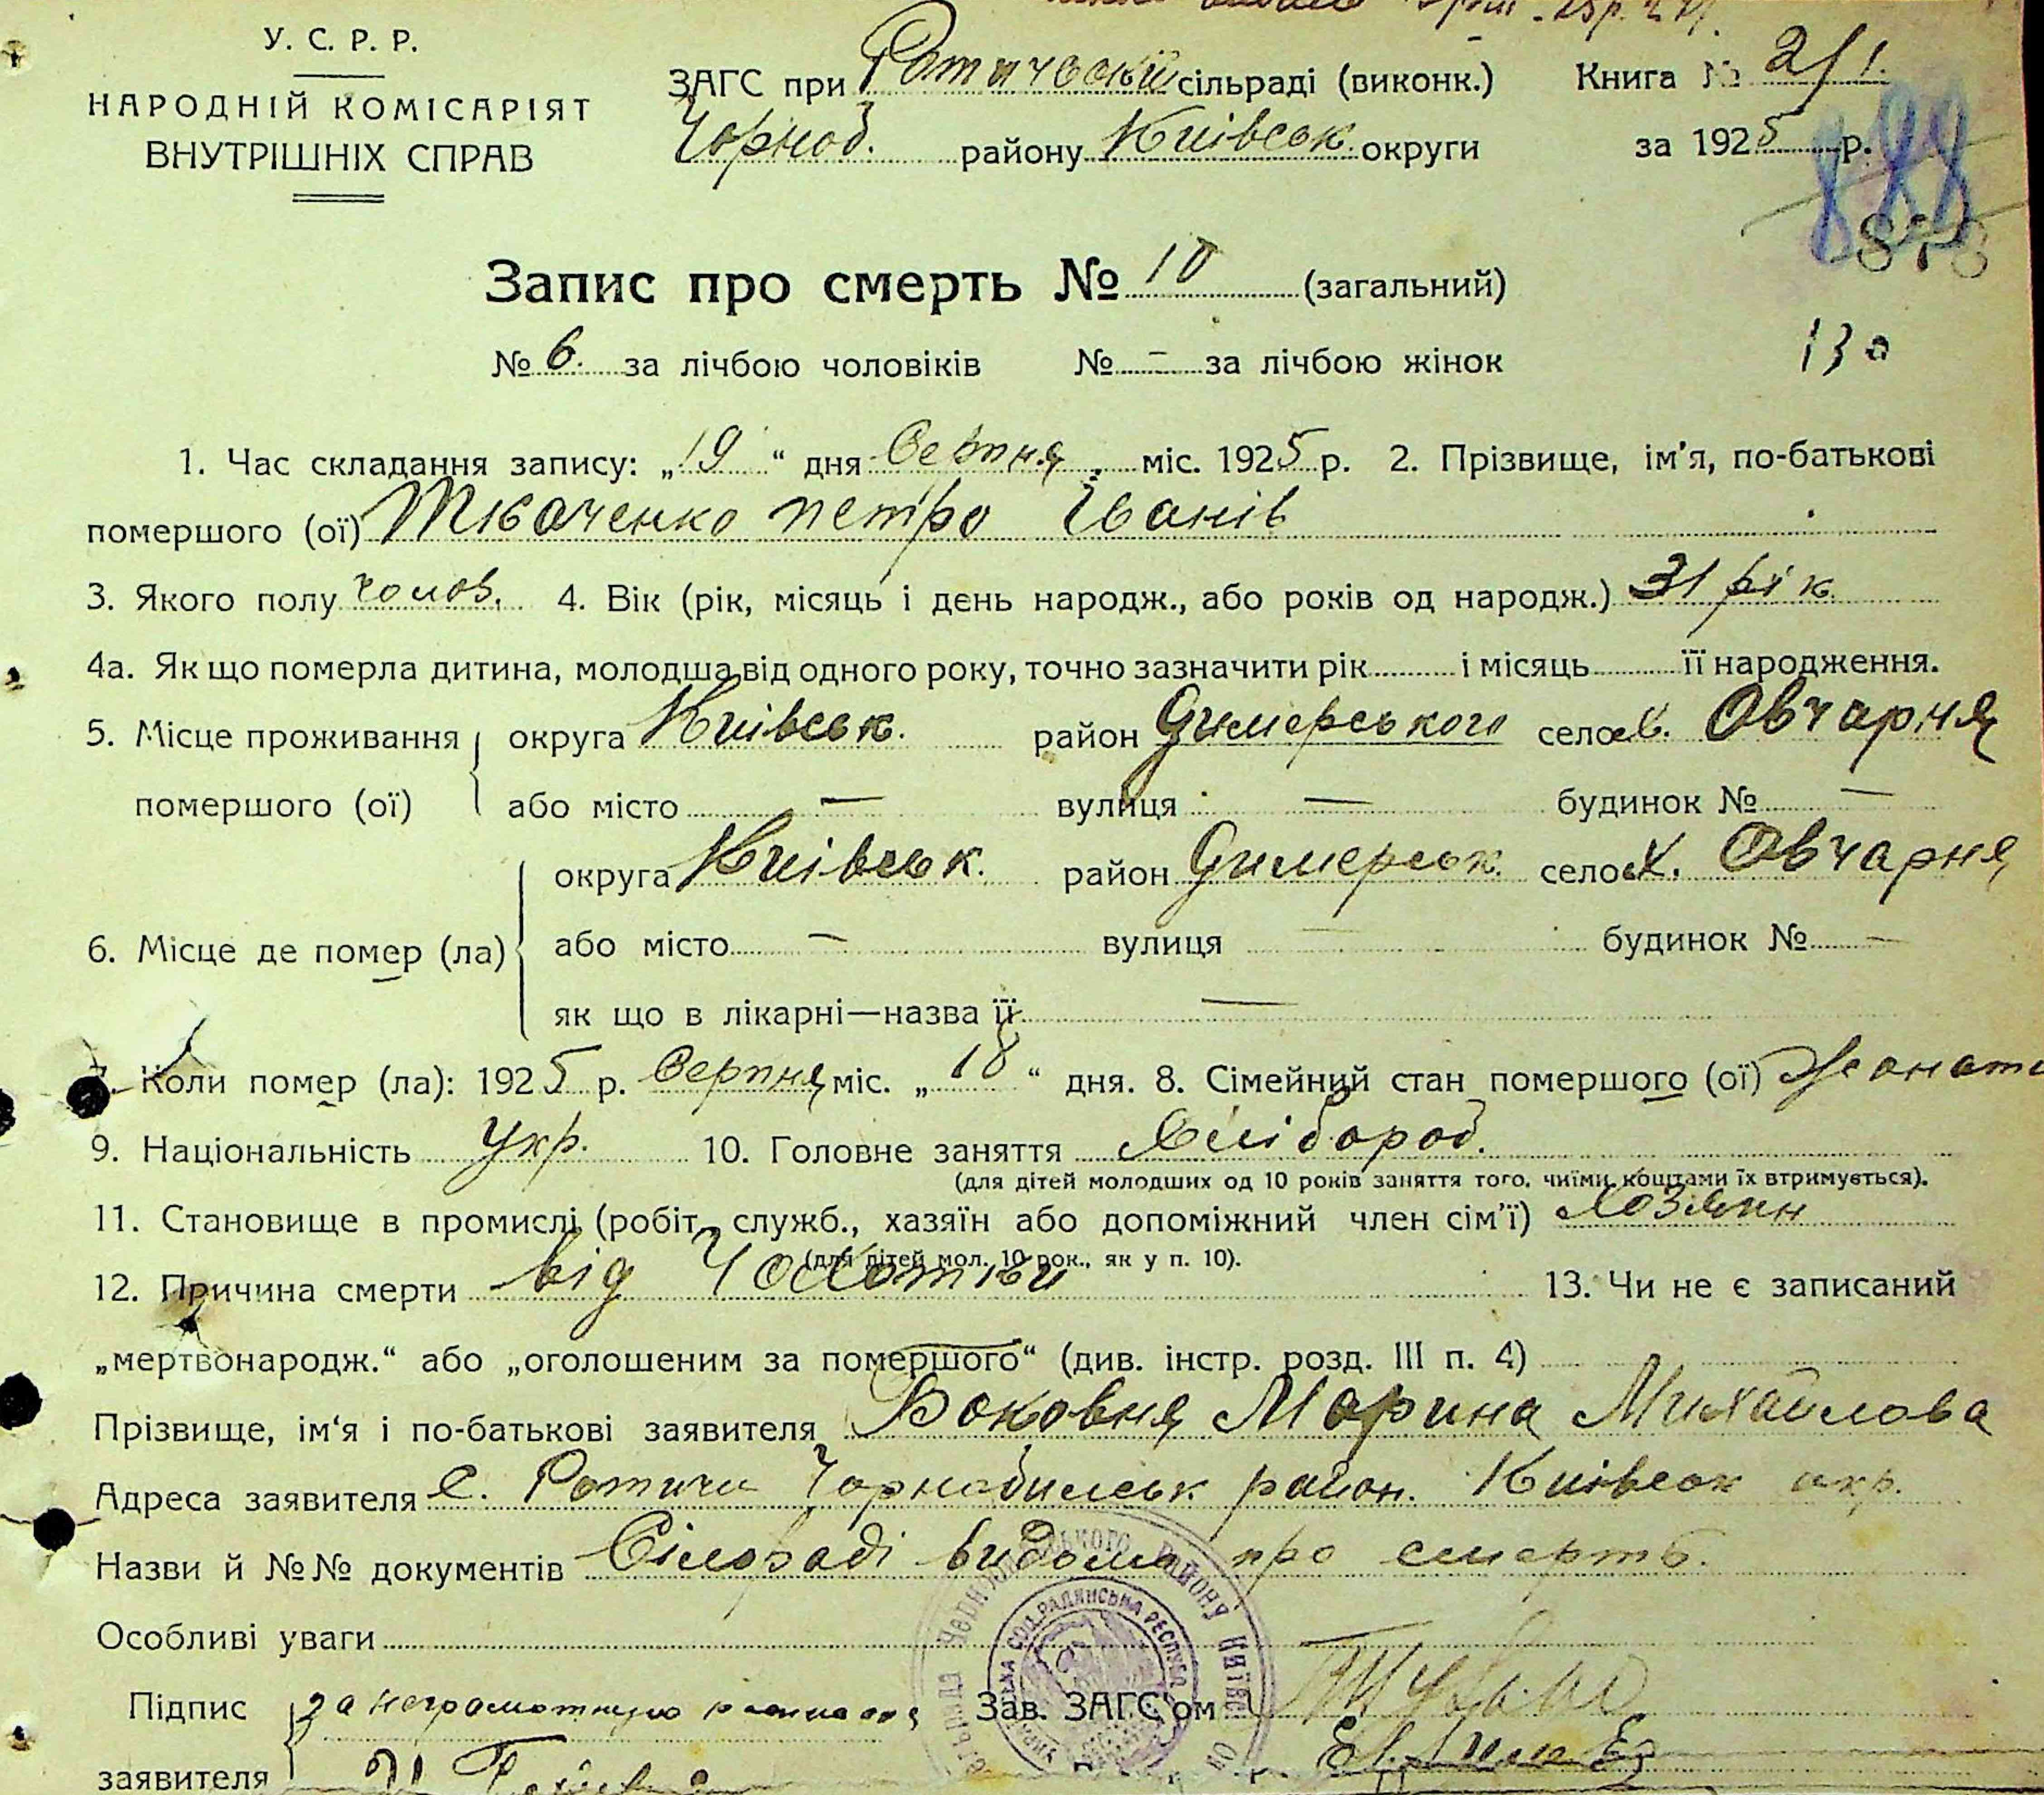 У. С. Р. Р.
НАРОДНІЙ КОМІСАРІЯТ
ВНУТРІШНІХ СПРАВ
ЗАГС при Ротичевській сільраді (виконк.)
Чорноб. району Київськ. округи
Книга № 2/1.
за 1925 р.
888
878
Запис про смерть № 10 (загальний)
№ 6. за лічбою чоловіків № — за лічбою жінок
130
1. Час складання запису: „19“ дня Серпня міс. 1925 р. 2. Прізвище, ім'я, по-батькові
помершого (ої) Ткаченко петро Іванів
3. Якого полу чолов. 4. Вік (рік, місяць і день народж., або років од народж.) 31 рік
4а. Як що померла дитина, молодша від одного року, точно зазначити рік і місяць її народження.
5. Місце проживання помершого (ої)
округа Київськ. район Димерського село х. Овчарня
або місто — вулиця — будинок № —
6. Місце де помер (ла)
округа Київськ. район Димерськ. село х. Овчарня
або місто — вулиця — будинок № —
як що в лікарні—назва її —
7. Коли помер (ла): 1925 р. Серпня міс. „18“ дня. 8. Сімейний стан помершого (ої) Жонат
9. Національність Укр. 10. Головне заняття Хлібороб.
(для дітей молодших од 10 років заняття того, чиїми коштами їх втримується).
11. Становище в промислі (робіт., служб., хазяїн або допоміжний член сім'ї) Хозяин
(для дітей мол. 10 рок., як у п. 10).
12. Причина смерти від Чохотки 13. Чи не є записаний
„мертвонародж.“ або „оголошеним за помершого“ (див. інстр. розд. III п. 4)
Прізвище, ім'я і по-батькові заявителя Боковня Марина Михайлова
Адреса заявителя с. Ротичи Чорнобильськ район. Київськ окр.
Назви й №№ документів Сільраді видомо про смерть.
Особливі уваги
Підпис заявителя
за неграмотную
Зав. ЗАГС'ом